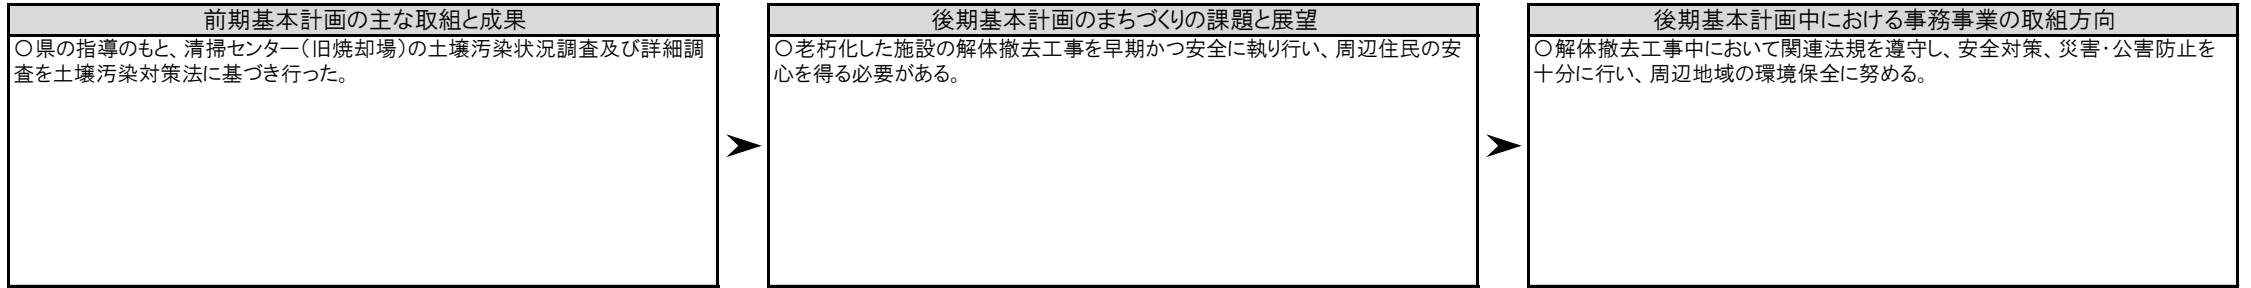 前期基本計画の主な取組と成果
〇県の指導のもと、清掃センター(旧焼却場)の土壌汚染状況調査及び詳細調
査を土壌汚染対策法に基づき行った。
後期基本計画のまちづくりの課題と展望
〇老朽化した施設の解体撤去工事を早期かつ安全に執り行い、周辺住民の安
心を得る必要がある。
後期基本計画中における事務事業の取組方向
〇解体撤去工事中において関連法規を遵守し、安全対策、災害・公害防止を
十分に行い、周辺地域の環境保全に努める。